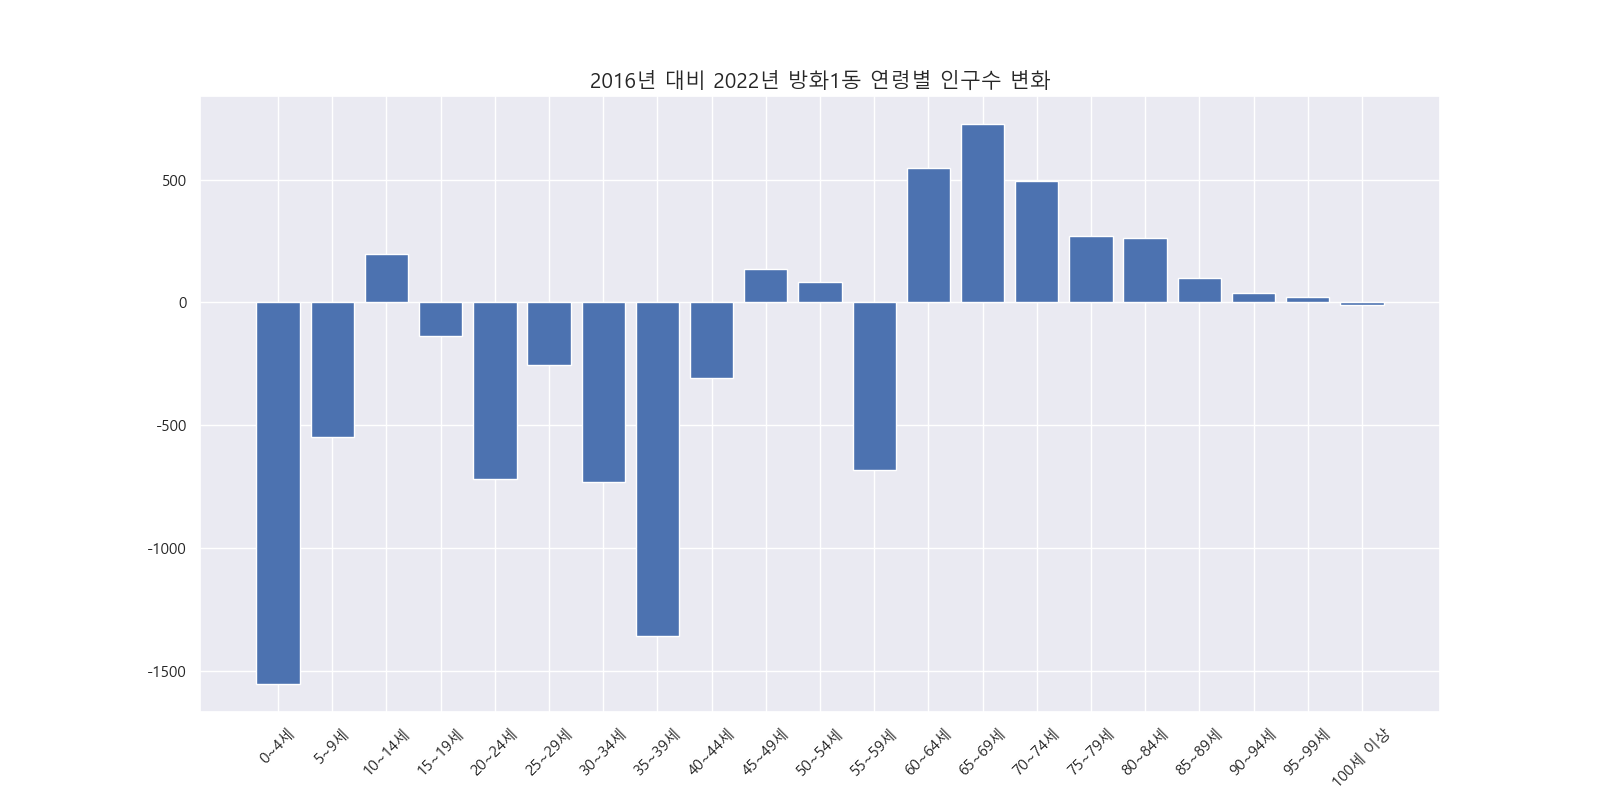 2016년 대비 2022년 방화1동 연령별 인구수 변화
500
0
-500
-1000
-1500
0~4세
5~9세
10~14세
15~19세
20~24세
25~29세
30~34세
35~39세
40~44세
45~49세
50~54세
55~59세
60~64세
65~69세
70~74세
75~79세
80~84세
85~89세
90~94세
95~99세
100세 이상